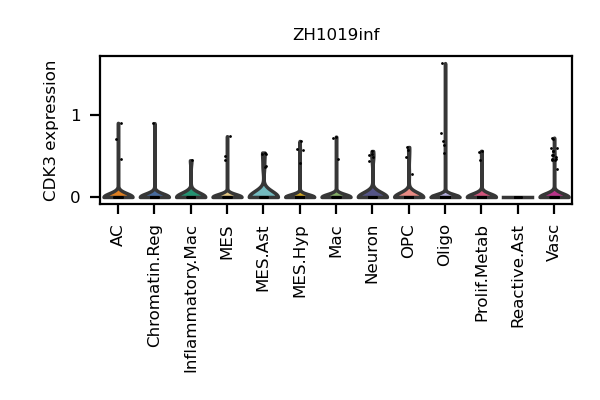 ZH1019inf
CDK3 expression
1
0
AC
Chromatin.Reg
Inflammatory.Mac
MES
MES.Ast
MES.Hyp
Mac
Neuron
OPC
Oligo
Prolif.Metab
Reactive.Ast
Vasc